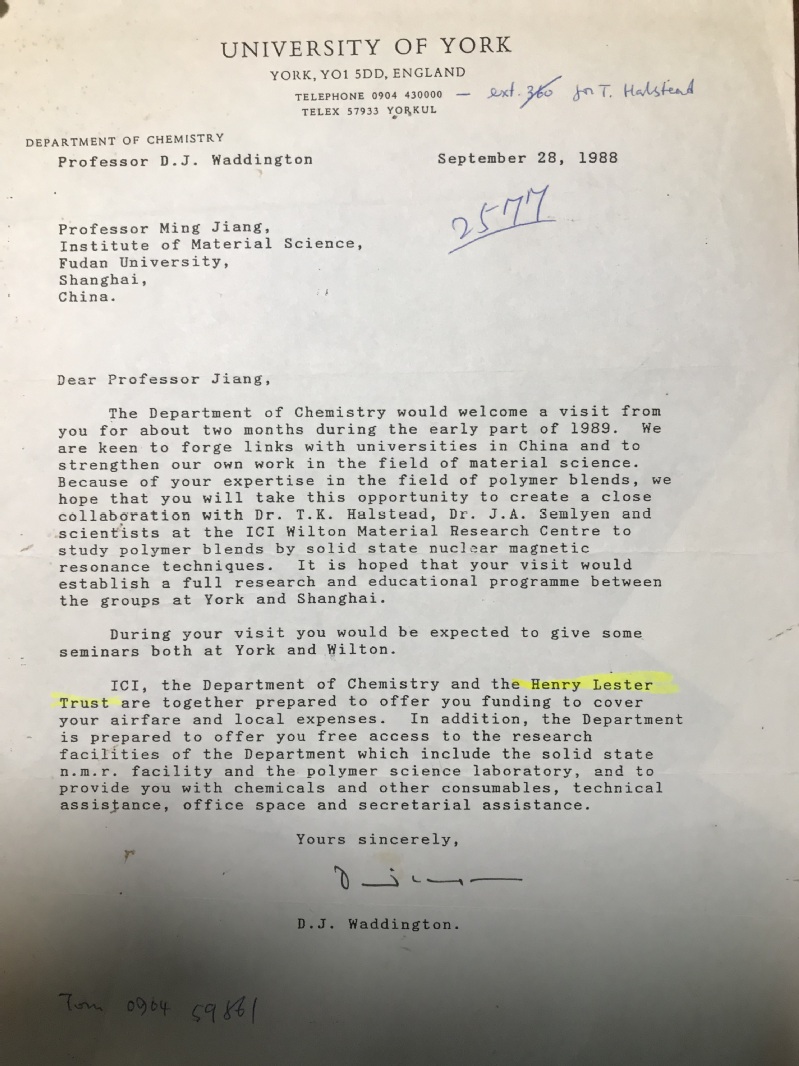 UNIVERSITY OF YORK
YORK, YO1 5DD, ENGLAND
TELEPHONE 0904 430000 — ext. 360 for T. Halstead
TELEX 57933 YORKUL
DEPARTMENT OF CHEMISTRY
Professor D.J. Waddington September 28, 1988
2577
Professor Ming Jiang,
Institute of Material Science,
Fudan University,
Shanghai,
China.
Dear Professor Jiang,
The Department of Chemistry would welcome a visit from
you for about two months during the early part of 1989. We
are keen to forge links with universities in China and to
strengthen our own work in the field of material science.
Because of your expertise in the field of polymer blends, we
hope that you will take this opportunity to create a close
collaboration with Dr. T.K. Halstead, Dr. J.A. Semlyen and
scientists at the ICI Wilton Material Research Centre to
study polymer blends by solid state nuclear magnetic
resonance techniques. It is hoped that your visit would
establish a full research and educational programme between
the groups at York and Shanghai.
During your visit you would be expected to give some
seminars both at York and Wilton.
ICI, the Department of Chemistry and the Henry Lester
Trust are together prepared to offer you funding to cover
your airfare and local expenses. In addition, the Department
is prepared to offer you free access to the research
facilities of the Department which include the solid state
n.m.r. facility and the polymer science laboratory, and to
provide you with chemicals and other consumables, technical
assistance, office space and secretarial assistance.
Yours sincerely,
D.J. Waddington.
Tom 0904